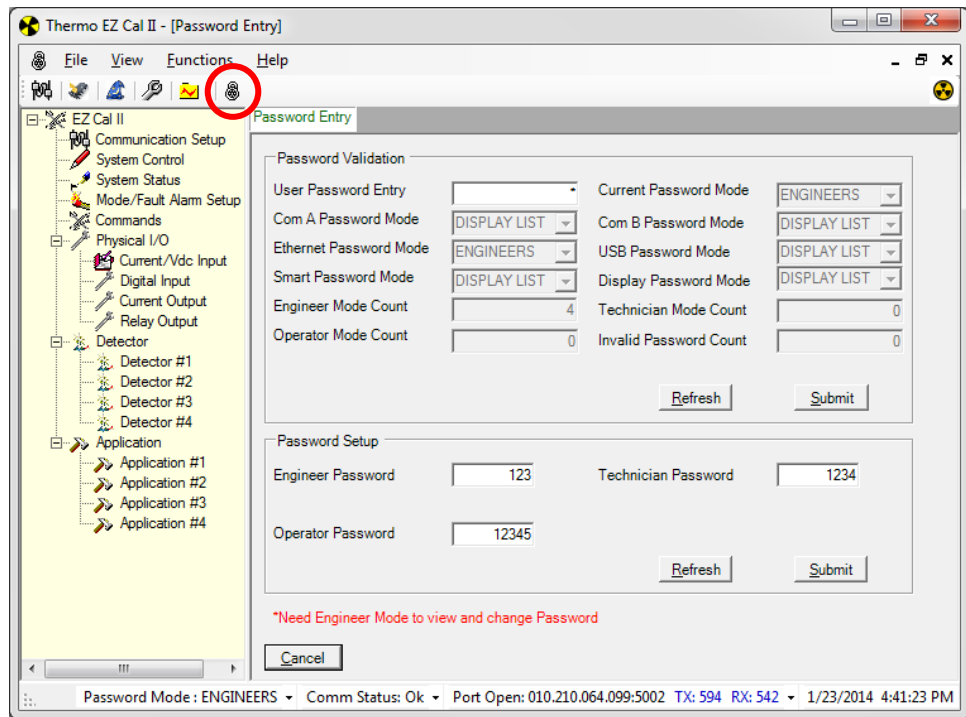 Thermo EZ Cal II - [Password Entry]
File View Functions Help
EZ Cal II
Communication Setup
System Control
System Status
Mode/Fault Alarm Setup
Commands
Physical I/O
Current/Vdc Input
Digital Input
Current Output
Relay Output
Detector
Detector #1
Detector #2
Detector #3
Detector #4
Application
Application #1
Application #2
Application #3
Application #4
Password Entry
Password Validation
User Password Entry * Current Password Mode ENGINEERS
Com A Password Mode DISPLAY LIST Com B Password Mode DISPLAY LIST
Ethernet Password Mode ENGINEERS USB Password Mode DISPLAY LIST
Smart Password Mode DISPLAY LIST Display Password Mode DISPLAY LIST
Engineer Mode Count 4 Technician Mode Count 0
Operator Mode Count 0 Invalid Password Count 0
Refresh Submit
Password Setup
Engineer Password 123 Technician Password 1234
Operator Password 12345
Refresh Submit
*Need Engineer Mode to view and change Password
Cancel
Password Mode : ENGINEERS Comm Status: Ok Port Open: 010.210.064.099:5002 TX: 594 RX: 542 1/23/2014 4:41:23 PM